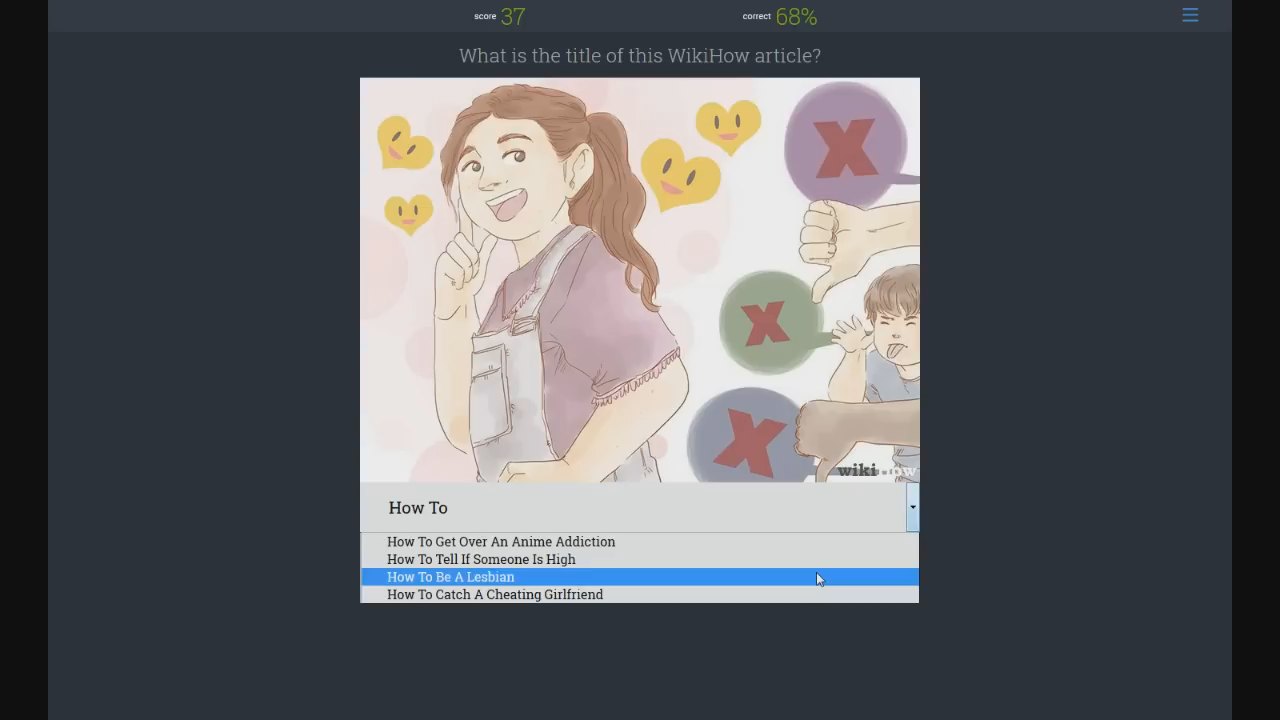 score 37
correct 68%
What is the title of this WikiHow article?
X
X
X
wiki
How To
How To Get Over An Anime Addiction
How To Tell If Someone Is High
How To Be A Lesbian
How To Catch A Cheating Girlfriend